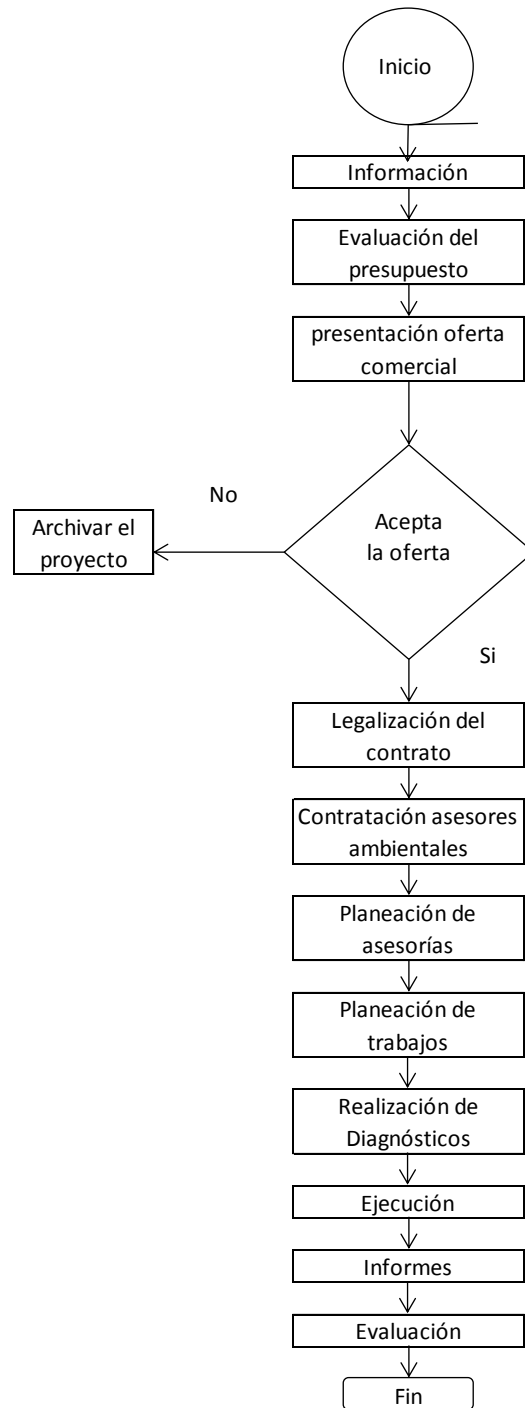 Inicio
Información
Evaluación del
presupuesto
presentación oferta
comercial
No
Archivar el
proyecto
Acepta
la oferta
Si
Legalización del
contrato
Contratación asesores
ambientales
Planeación de
asesorías
Planeación de
trabajos
Realización de
Diagnósticos
Ejecución
Informes
Evaluación
Fin